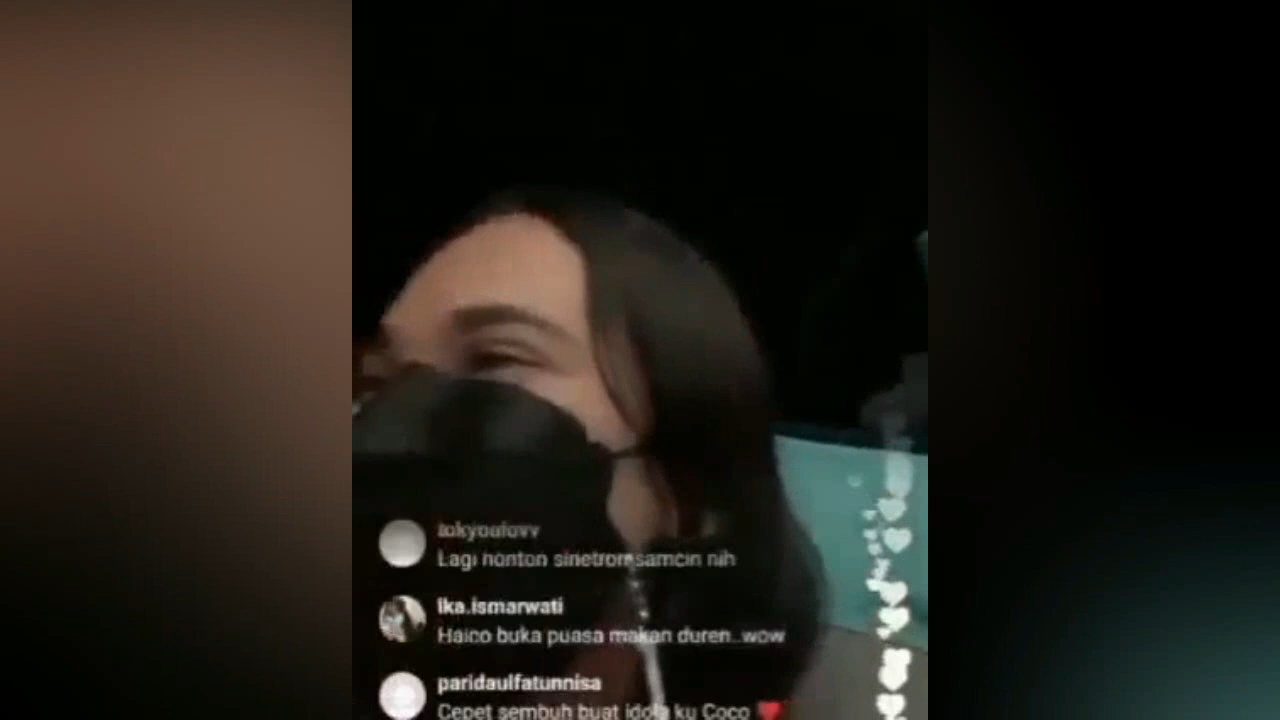 tokyoalovv
Lagi nonton sinetron samcin nih
Ika.ismarwati
Haico buka puasa makan duren..wow
paridaulfatunnisa
Cepet sembuh buat idola ku Coco ❤️